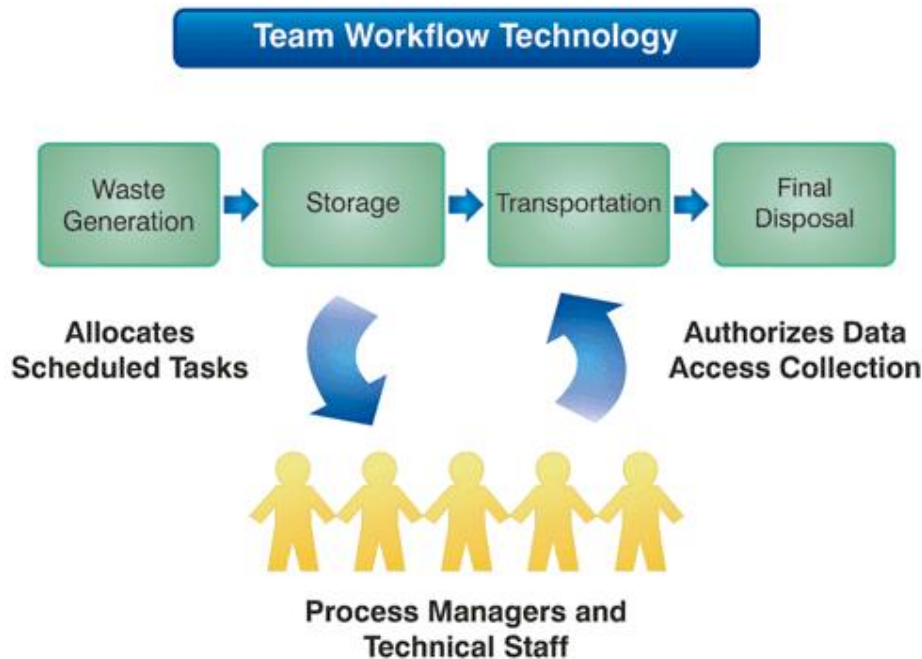 Team Workflow Technology
Waste
Generation
Storage
Transportation
Final
Disposal
Allocates
Scheduled Tasks
Authorizes Data
Access Collection
Process Managers and
Technical Staff